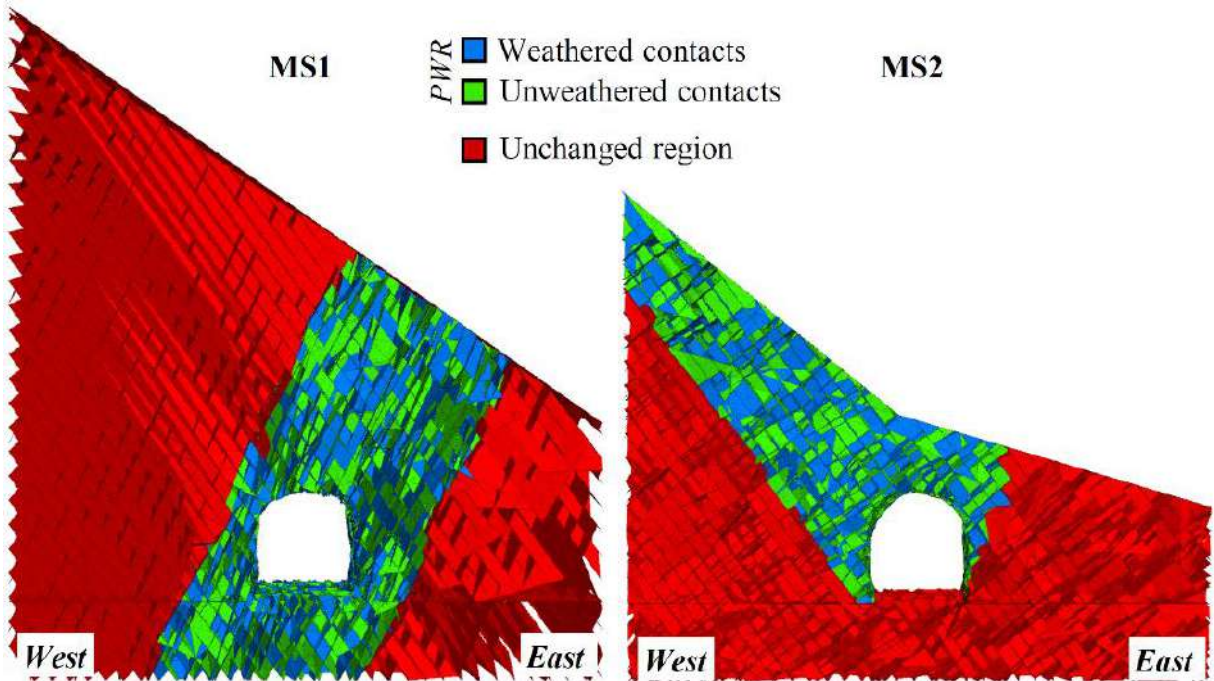 MS1
PWR
Weathered contacts
Unweathered contacts
Unchanged region
MS2
West
East
West
East